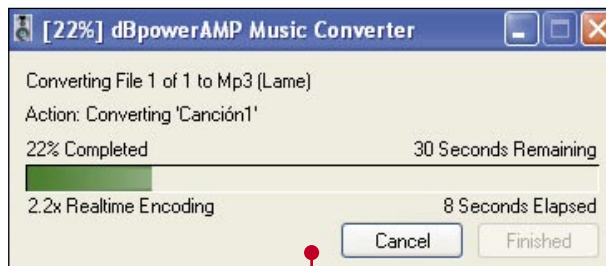 [22%] dBpowerAMP Music Converter
Converting File 1 of 1 to Mp3 (Lame)
Action: Converting 'Canción1'
22% Completed 30 Seconds Remaining
2.2x Realtime Encoding 8 Seconds Elapsed
Cancel Finished